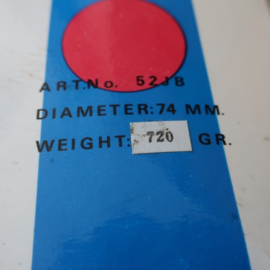 ART.No. 52JB
DIAMETER:74 MM.
WEIGHT: 720 GR.